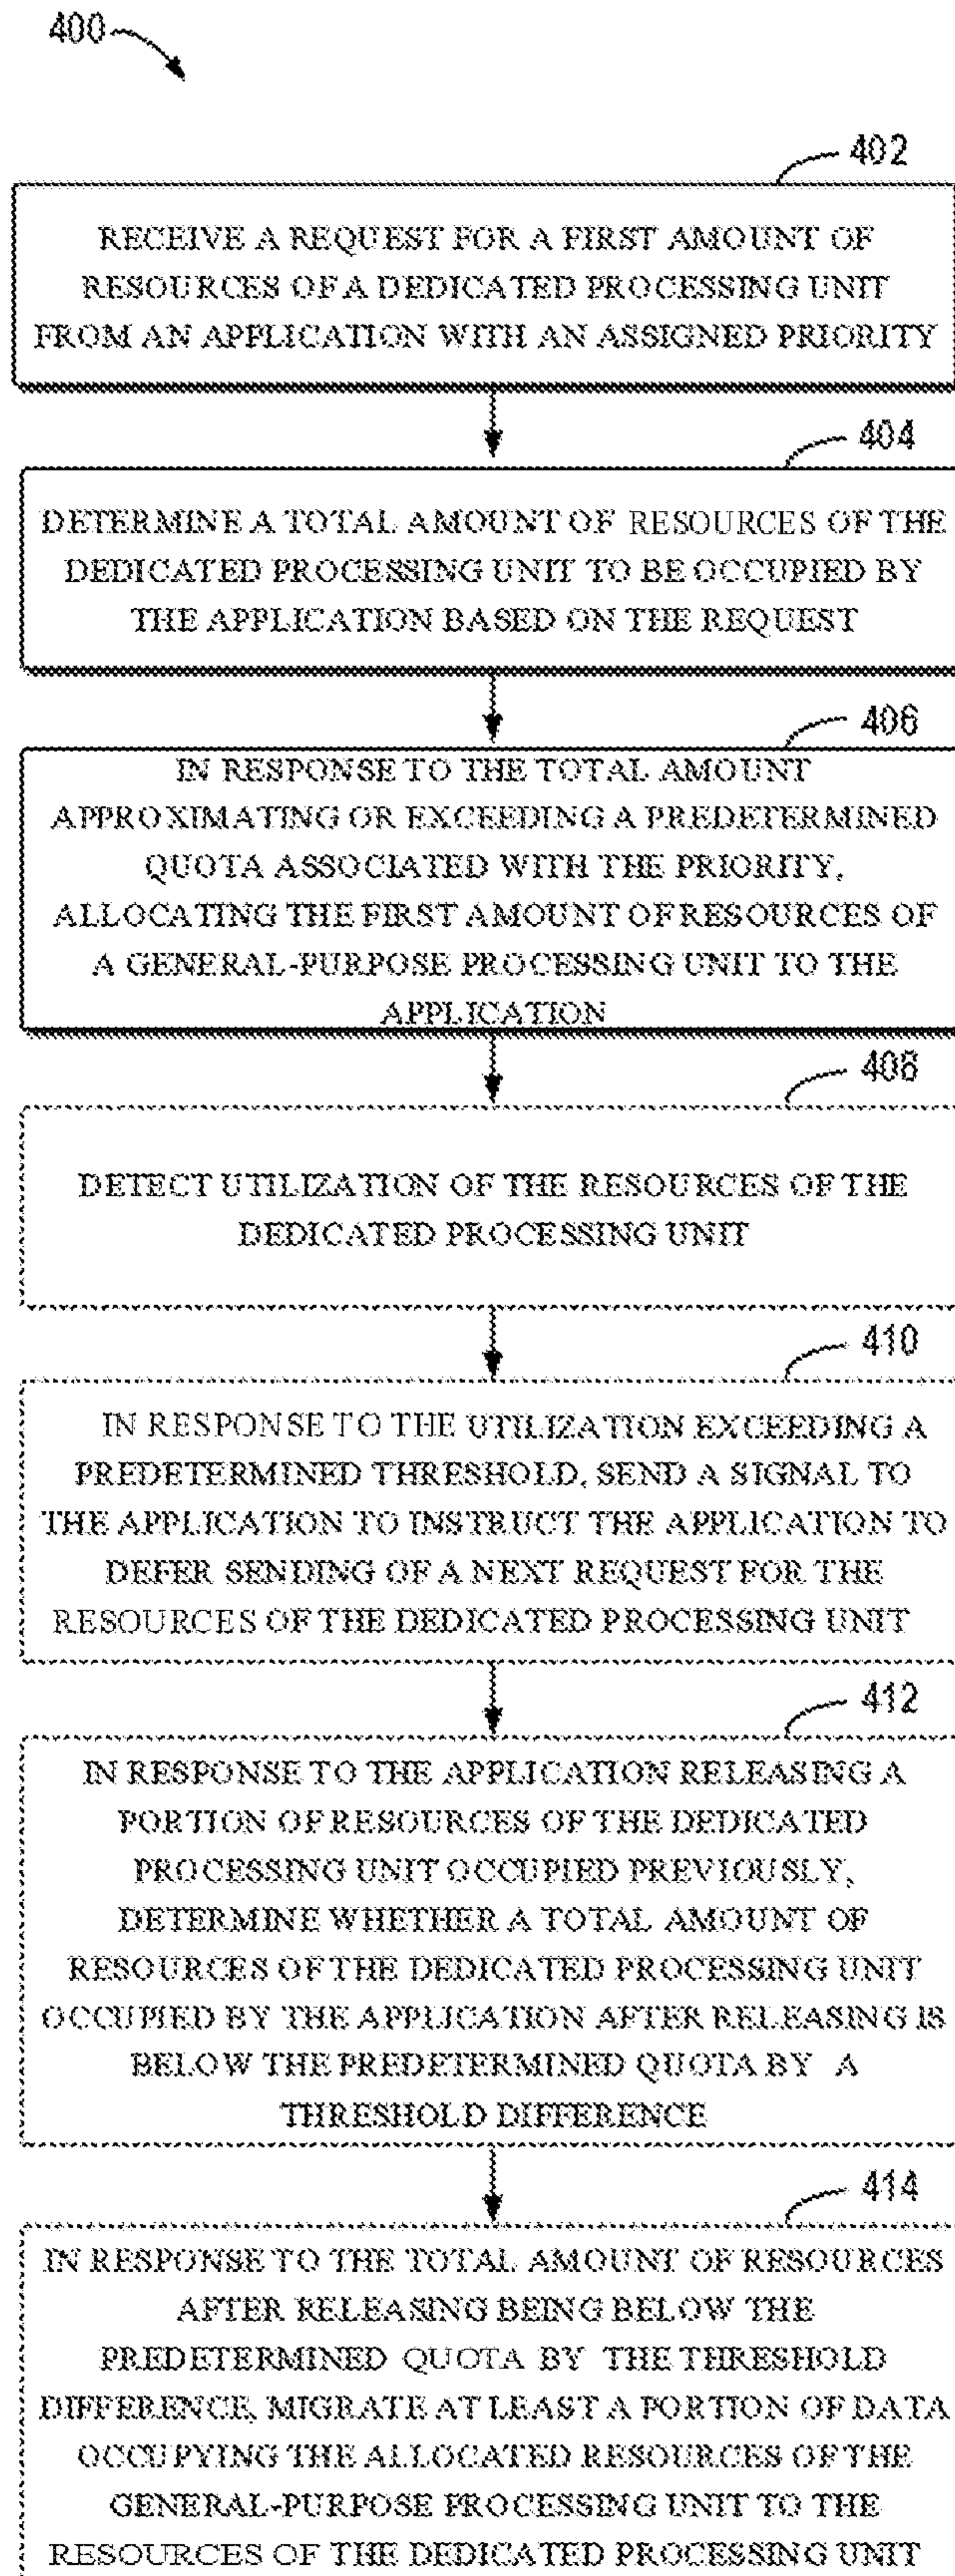 400
402
RECEIVE A REQUEST FOR A FIRST AMOUNT OF
RESOURCES OF A DEDICATED PROCESSING UNIT
FROM AN APPLICATION WITH AN ASSIGNED PRIORITY
404
DETERMINE A TOTAL AMOUNT OF RESOURCES OF THE
DEDICATED PROCESSING UNIT TO BE OCCUPIED BY
THE APPLICATION BASED ON THE REQUEST
406
IN RESPONSE TO THE TOTAL AMOUNT
APPROXIMATING OR EXCEEDING A PREDETERMINED
QUOTA ASSOCIATED WITH THE PRIORITY,
ALLOCATING THE FIRST AMOUNT OF RESOURCES OF
A GENERAL-PURPOSE PROCESSING UNIT TO THE
APPLICATION
408
DETECT UTILIZATION OF THE RESOURCES OF THE
DEDICATED PROCESSING UNIT
410
IN RESPONSE TO THE UTILIZATION EXCEEDING A
PREDETERMINED THRESHOLD, SEND A SIGNAL TO
THE APPLICATION TO INSTRUCT THE APPLICATION TO
DEFER SENDING OF A NEXT REQUEST FOR THE
RESOURCES OF THE DEDICATED PROCESSING UNIT
412
IN RESPONSE TO THE APPLICATION RELEASING A
PORTION OF RESOURCES OF THE DEDICATED
PROCESSING UNIT OCCUPIED PREVIOUSLY,
DETERMINE WHETHER A TOTAL AMOUNT OF
RESOURCES OF THE DEDICATED PROCESSING UNIT
OCCUPIED BY THE APPLICATION AFTER RELEASING IS
BELOW THE PREDETERMINED QUOTA BY A
THRESHOLD DIFFERENCE
414
IN RESPONSE TO THE TOTAL AMOUNT OF RESOURCES
AFTER RELEASING BEING BELOW THE
PREDETERMINED QUOTA BY THE THRESHOLD
DIFFERENCE, MIGRATE AT LEAST A PORTION OF DATA
OCCUPYING THE ALLOCATED RESOURCES OF THE
GENERAL-PURPOSE PROCESSING UNIT TO THE
RESOURCES OF THE DEDICATED PROCESSING UNIT